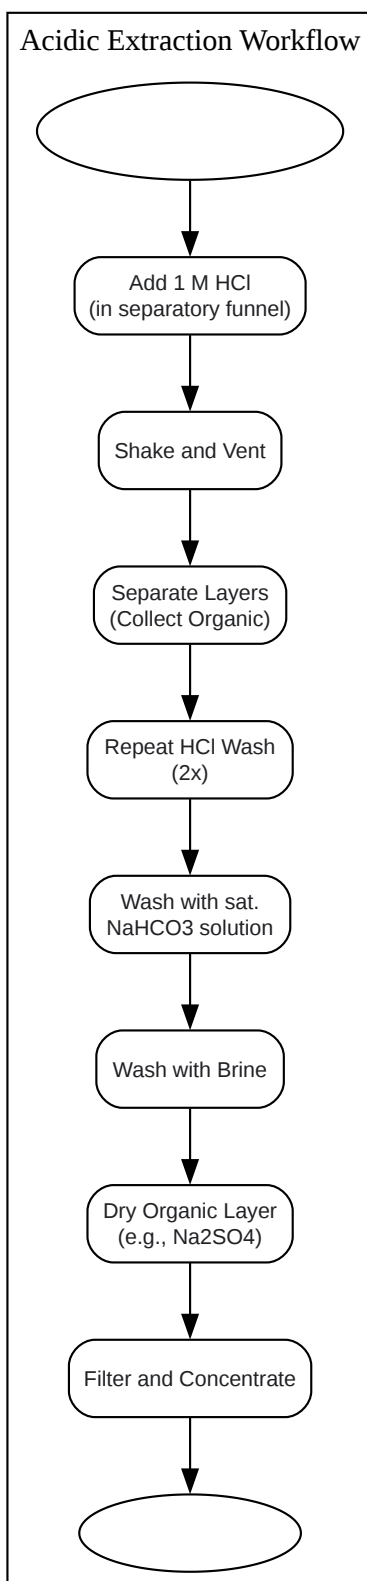 Acidic Extraction Workflow
Add 1 M HCl
(in separatory funnel)
Shake and Vent
Separate Layers
(Collect Organic)
Repeat HCl Wash
(2x)
Wash with sat.
NaHCO3 solution
Wash with Brine
Dry Organic Layer
(e.g., Na2SO4)
Filter and Concentrate